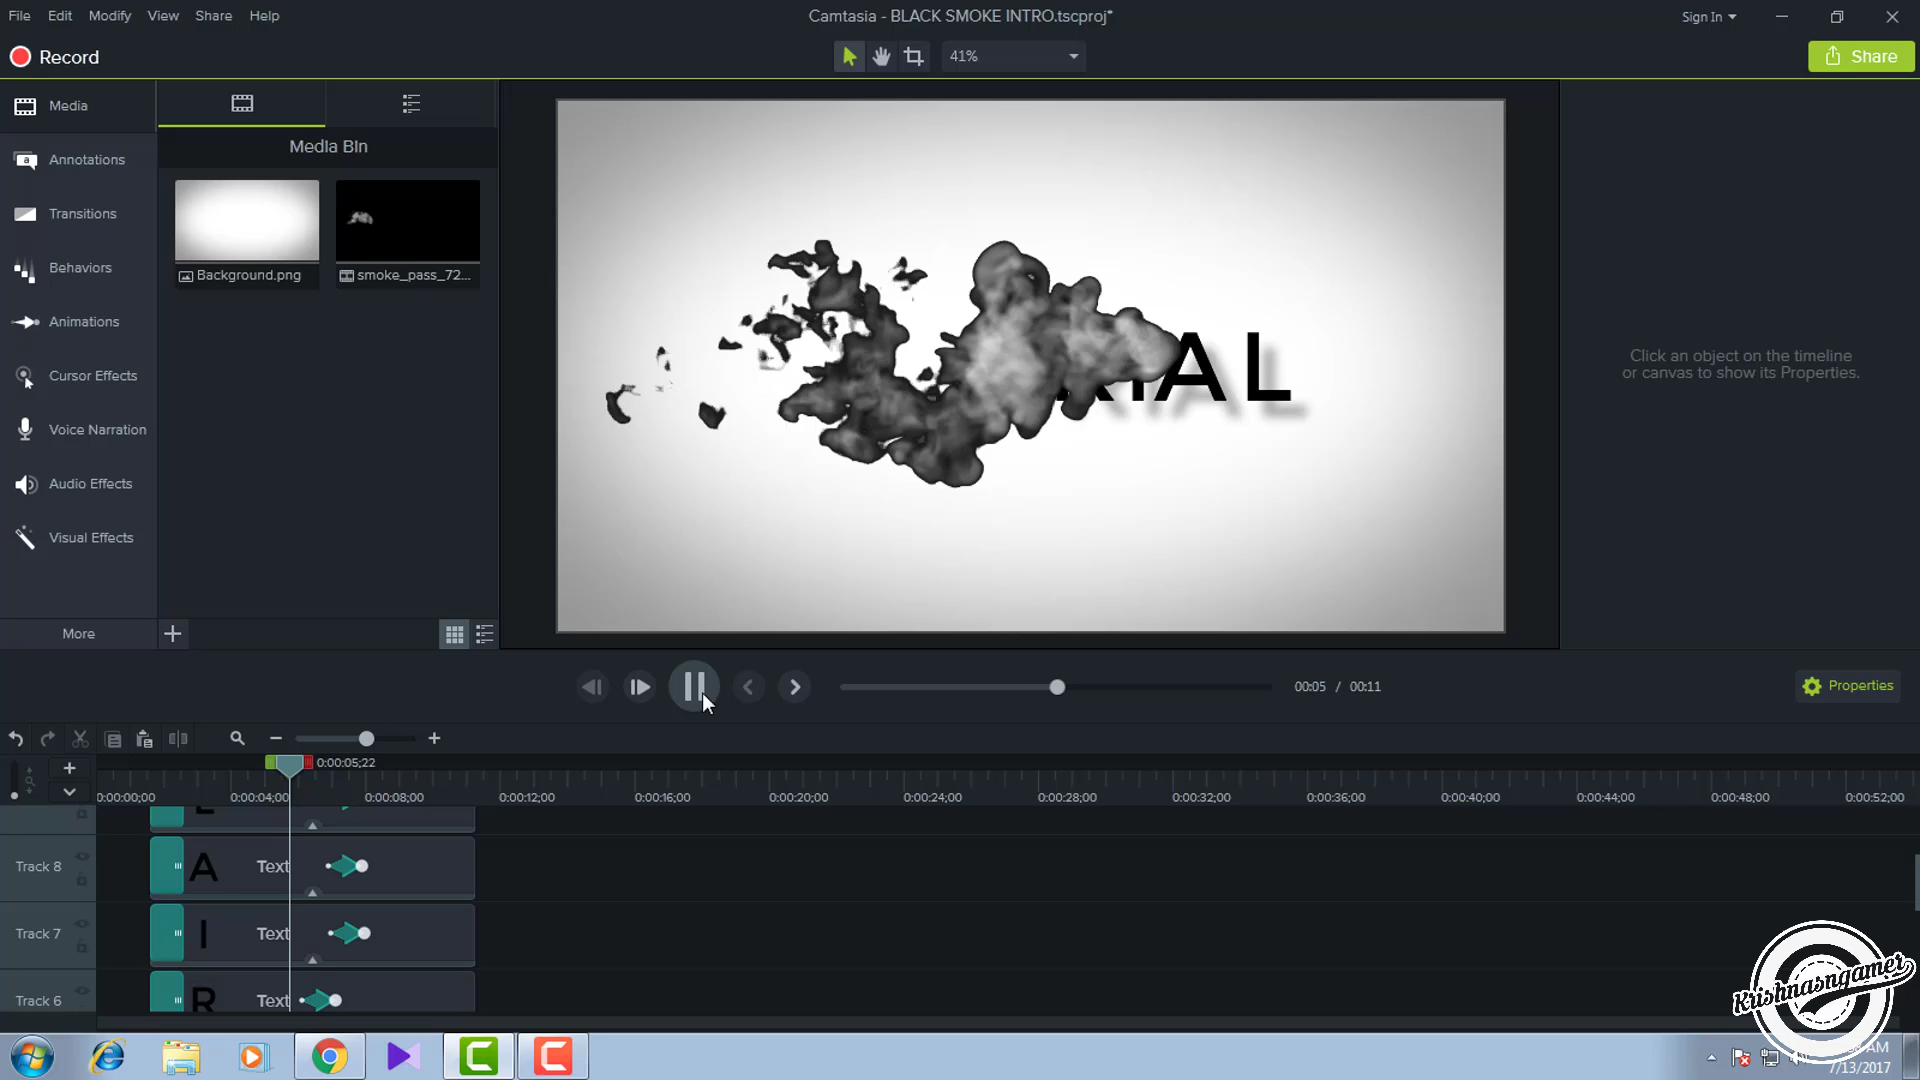 File Edit Modify View Share Help
Camtasia - BLACK SMOKE INTRO.tscproj*
Sign In
Record
41%
Share
Media
Annotations
Transitions
Behaviors
Animations
Cursor Effects
Voice Narration
Audio Effects
Visual Effects
More
Media Bin
Background.png
smoke_pass_72...
IAL
Click an object on the timeline
or canvas to show its Properties.
00:05 / 00:11
Properties
0:00:05;22
0:00:00;00 0:00:04;00 0:00:08;00 0:00:12;00 0:00:16;00 0:00:20;00 0:00:24;00 0:00:28;00 0:00:32;00 0:00:36;00 0:00:40;00 0:00:44;00 0:00:48;00 0:00:52;00
Track 8 A Text
Track 7 I Text
Track 6 R Text
Krishnasngamer
AM
7/13/2017